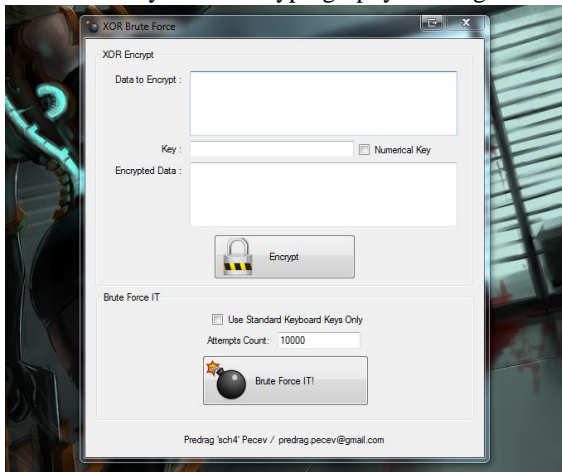 XOR Brute Force
XOR Encrypt
Data to Encrypt :
Key :
Numerical Key
Encrypted Data :
Encrypt
Brute Force IT
Use Standard Keyboard Keys Only
Attempts Count: 10000
Brute Force IT!
Predrag 'sch4' Pecev / predrag.pecev@gmail.com